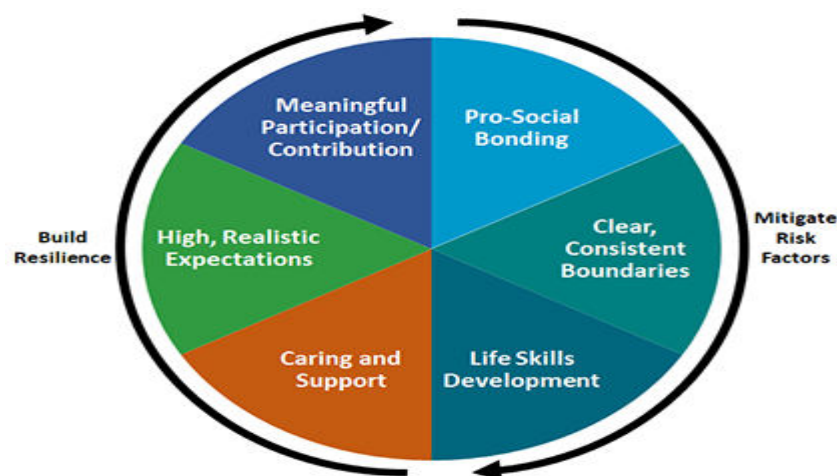 Meaningful
Participation/
Contribution
Pro-Social
Bonding
Build
Resilience
High, Realistic
Expectations
Clear,
Consistent
Boundaries
Mitigate
Risk
Factors
Caring and
Support
Life Skills
Development